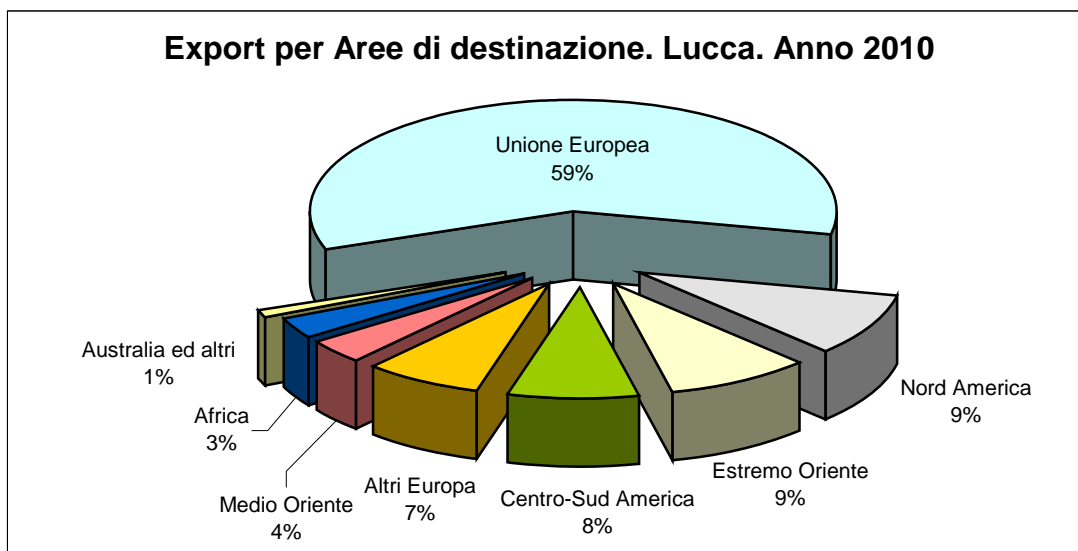 Export per Aree di destinazione. Lucca. Anno 2010
Unione Europea
59%
Nord America
9%
Estremo Oriente
9%
Centro-Sud America
8%
Altri Europa
7%
Medio Oriente
4%
Africa
3%
Australia ed altri
1%